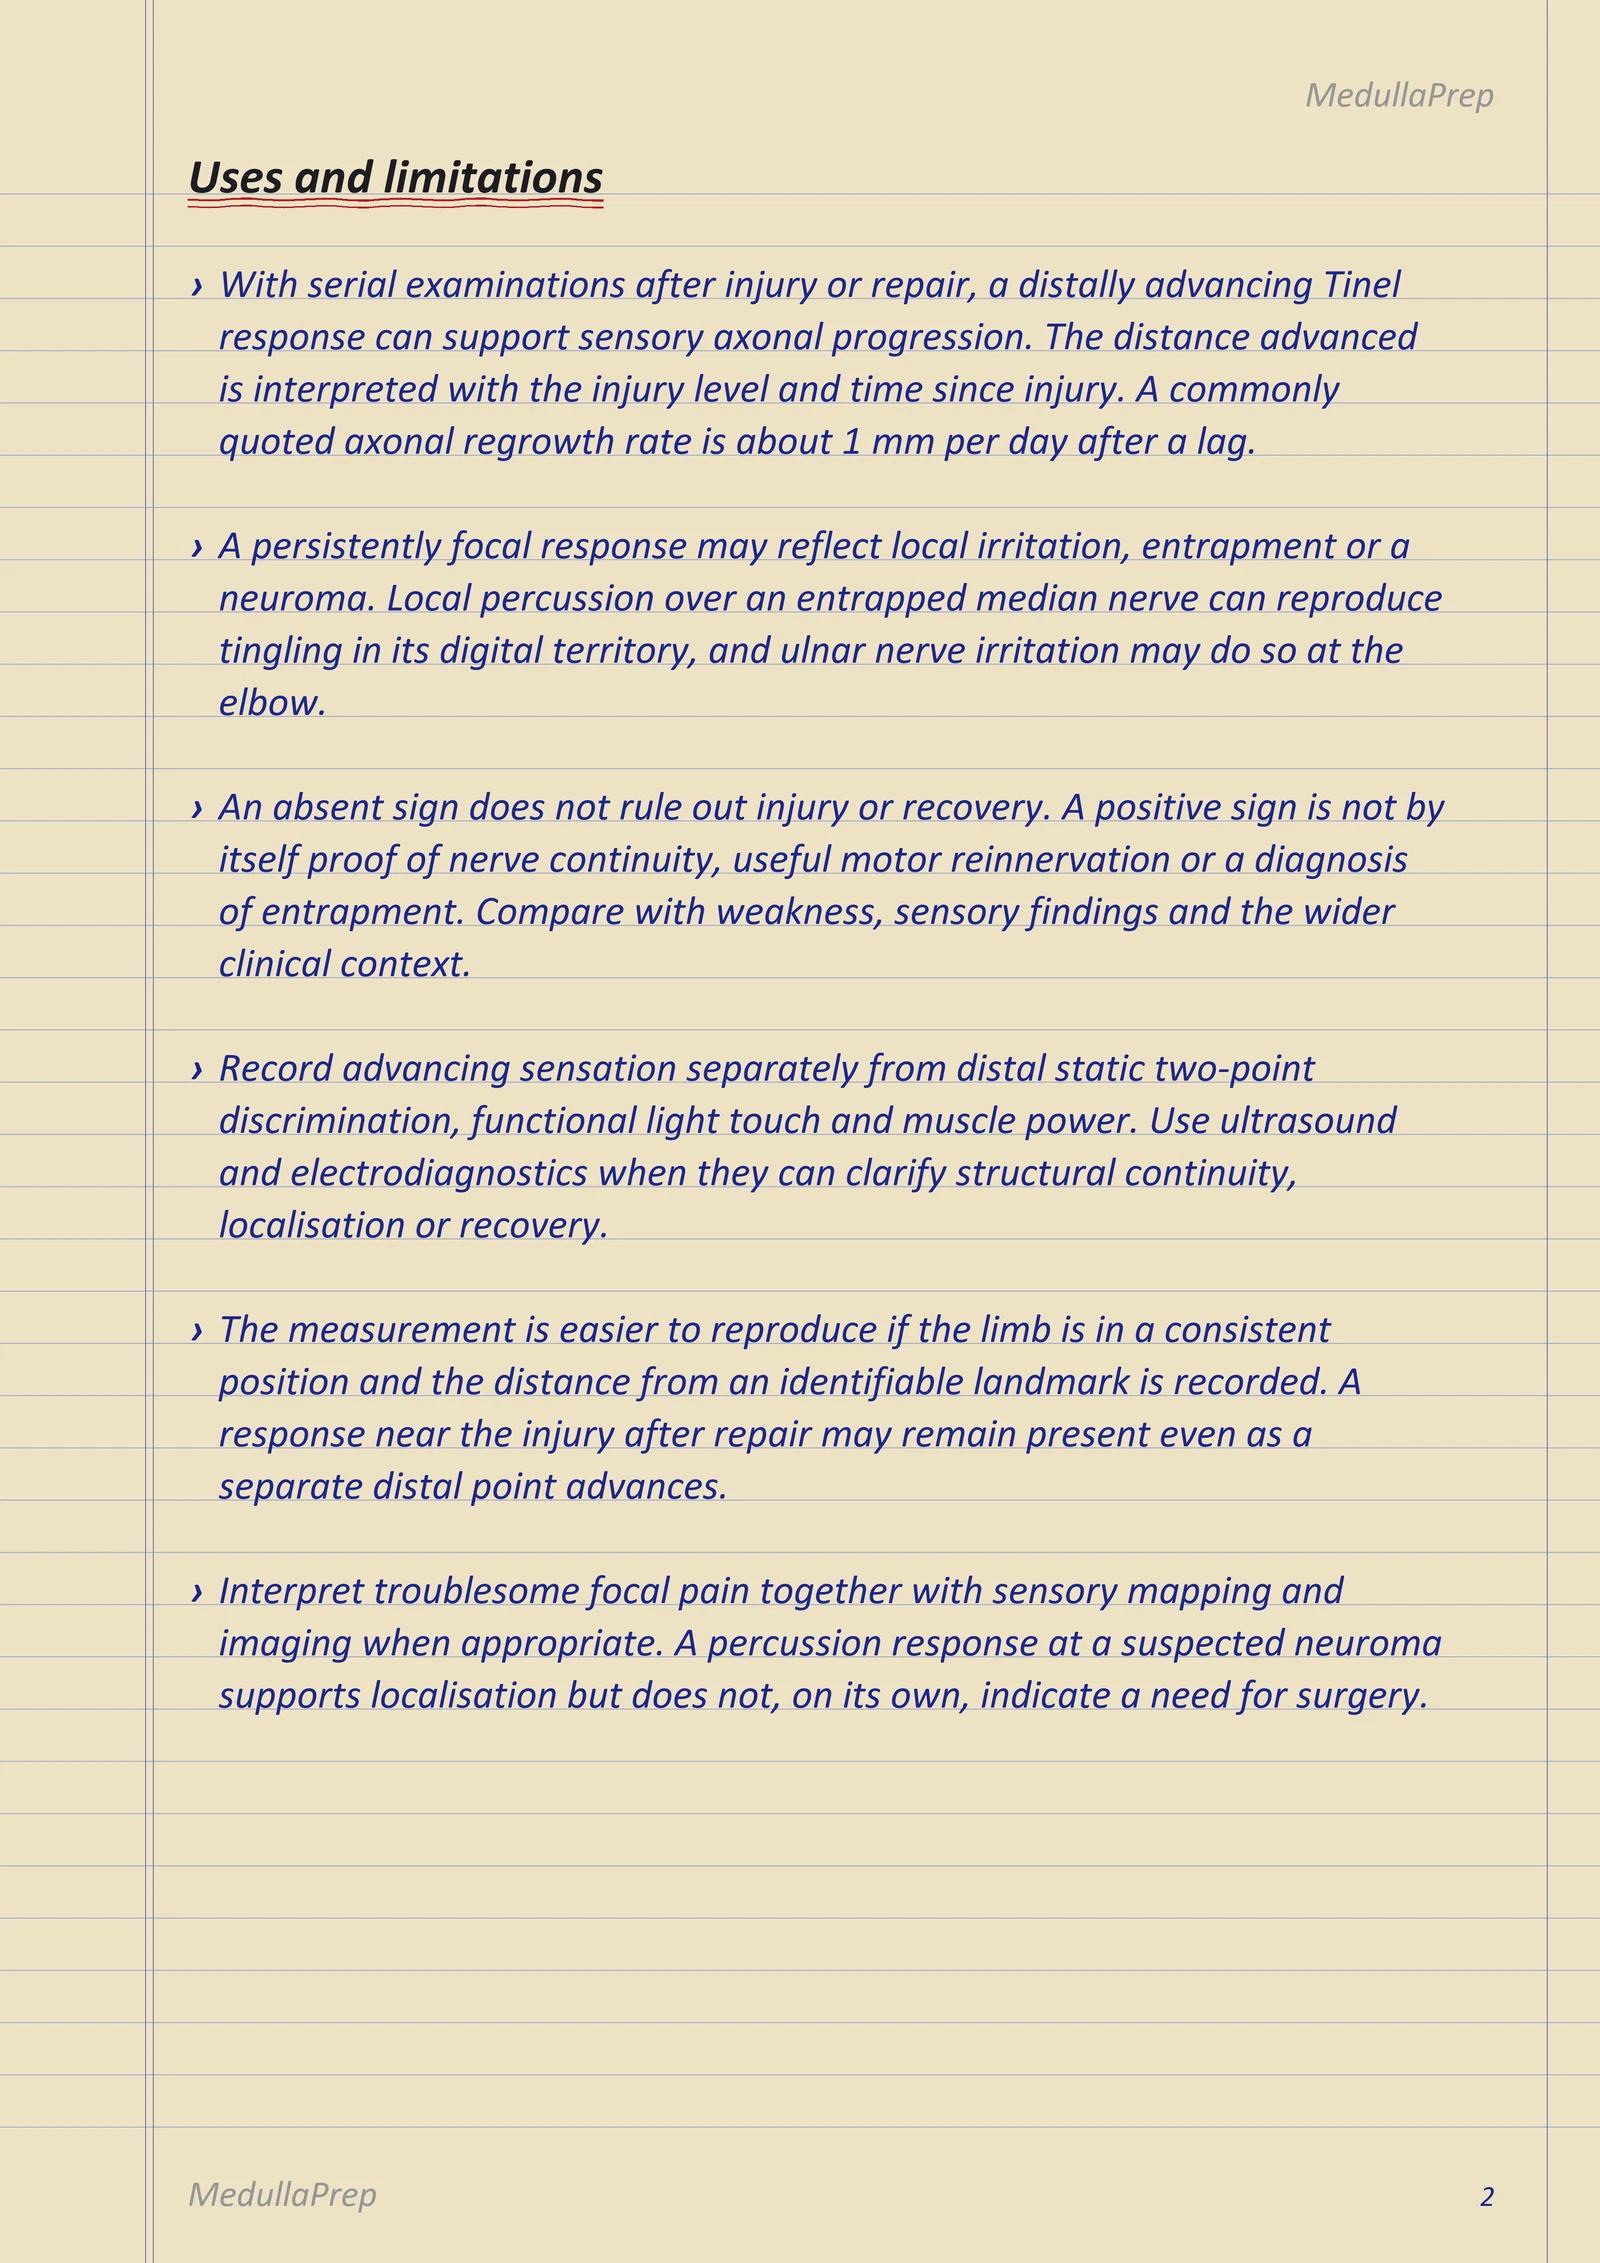 MedullaPrep
Uses and limitations
› With serial examinations after injury or repair, a distally advancing Tinel
response can support sensory axonal progression. The distance advanced
is interpreted with the injury level and time since injury. A commonly
quoted axonal regrowth rate is about 1 mm per day after a lag.
› A persistently focal response may reflect local irritation, entrapment or a
neuroma. Local percussion over an entrapped median nerve can reproduce
tingling in its digital territory, and ulnar nerve irritation may do so at the
elbow.
› An absent sign does not rule out injury or recovery. A positive sign is not by
itself proof of nerve continuity, useful motor reinnervation or a diagnosis
of entrapment. Compare with weakness, sensory findings and the wider
clinical context.
› Record advancing sensation separately from distal static two-point
discrimination, functional light touch and muscle power. Use ultrasound
and electrodiagnostics when they can clarify structural continuity,
localisation or recovery.
› The measurement is easier to reproduce if the limb is in a consistent
position and the distance from an identifiable landmark is recorded. A
response near the injury after repair may remain present even as a
separate distal point advances.
› Interpret troublesome focal pain together with sensory mapping and
imaging when appropriate. A percussion response at a suspected neuroma
supports localisation but does not, on its own, indicate a need for surgery.
MedullaPrep
2